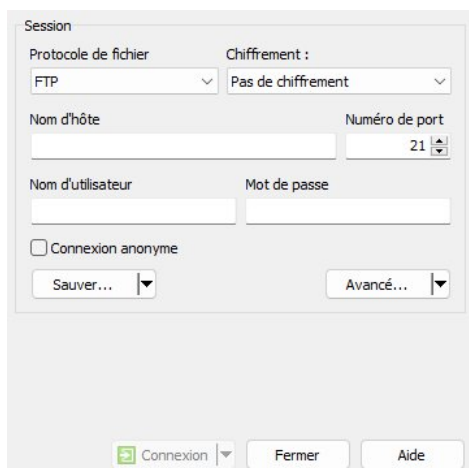 Session
Protocole de fichier Chiffrement :
FTP Pas de chiffrement
Nom d'hôte Numéro de port
21
Nom d'utilisateur Mot de passe
Connexion anonyme
Sauver... Avancé...
Connexion Fermer Aide